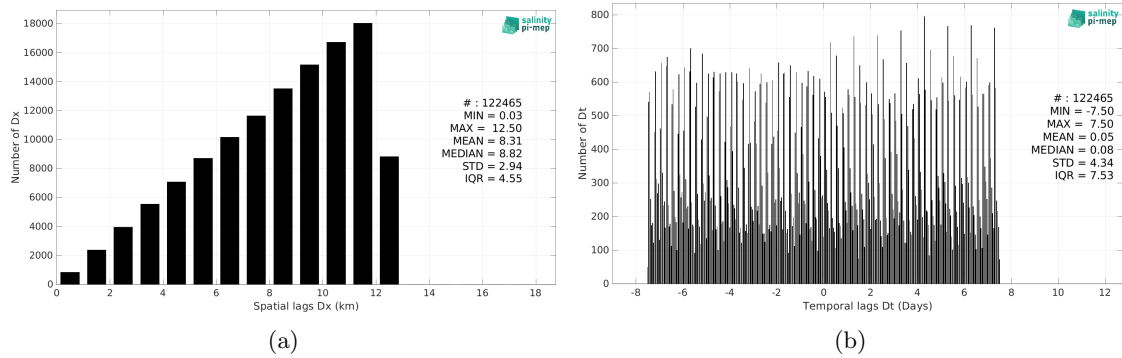 salinity
pi-mep
18000
16000
14000
12000
10000
8000
6000
4000
2000
0
Number of Dx
# : 122465
MIN = 0.03
MAX = 12.50
MEAN = 8.31
MEDIAN = 8.82
STD = 2.94
IQR = 4.55
0 2 4 6 8 10 12 14 16 18
Spatial lags Dx (km)
(a)
salinity
pi-mep
800
700
600
500
400
300
200
100
0
Number of Dt
# : 122465
MIN = -7.50
MAX = 7.50
MEAN = 0.05
MEDIAN = 0.08
STD = 4.34
IQR = 7.53
-8 -6 -4 -2 0 2 4 6 8 10 12
Temporal lags Dt (Days)
(b)